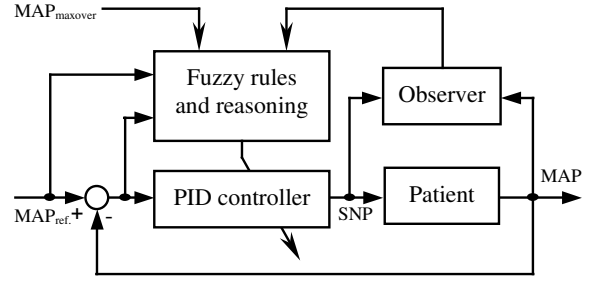 MAPmaxover
Fuzzy rules
and reasoning
Observer
PID controller
Patient
MAP
MAPref.
+
-
SNP